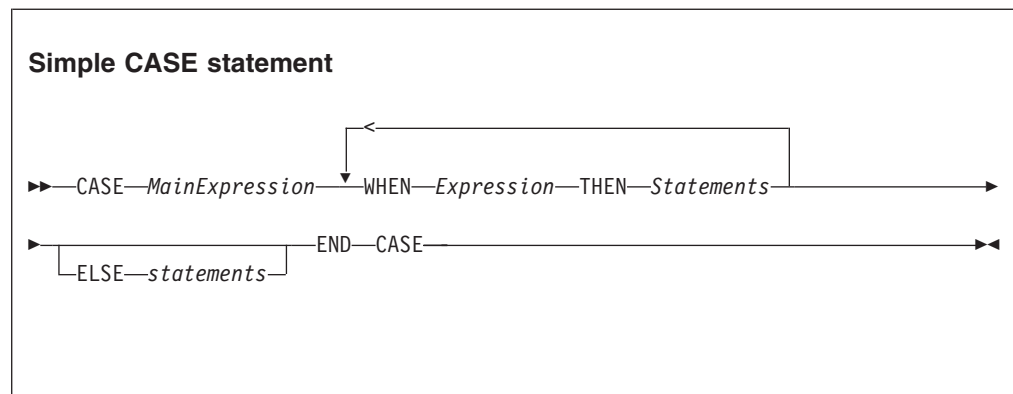 Simple CASE statement
<
CASE MainExpression WHEN Expression THEN Statements
END CASE
ELSE statements